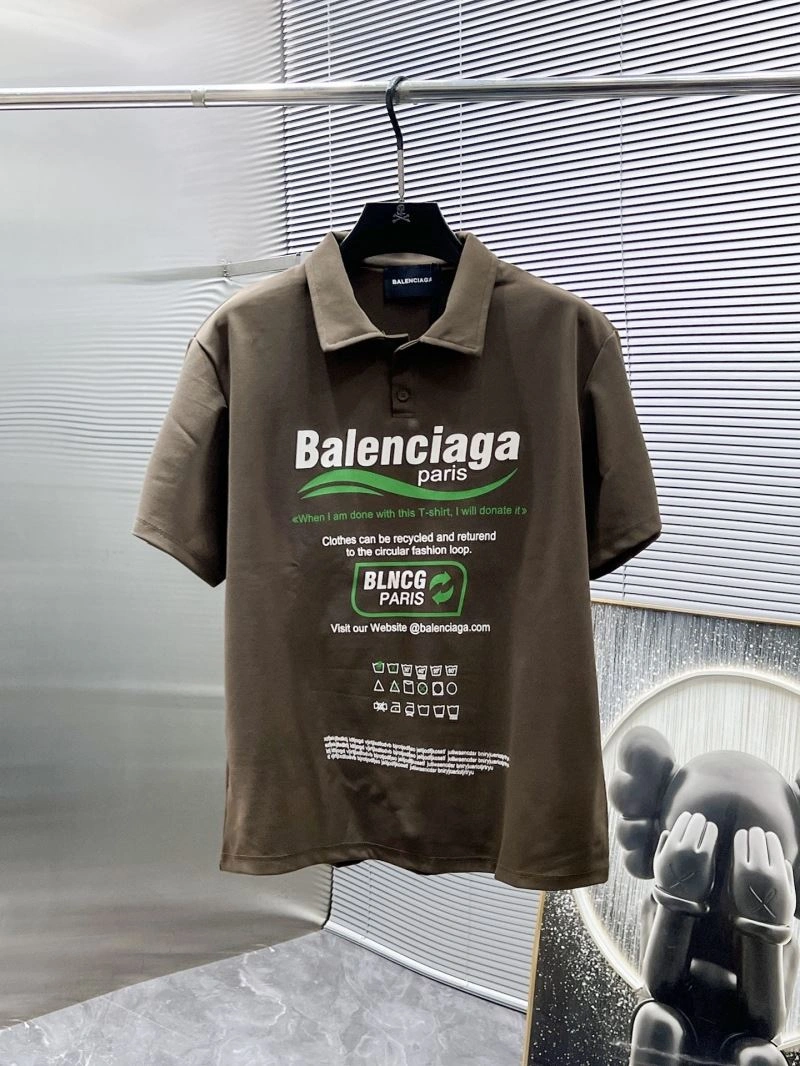 BALENCIAGA
Balenciaga
paris
«When I am done with this T-shirt, I will donate it»
Clothes can be recycled and returend
to the circular fashion loop.
BLNCG
PARIS
Visit our Website @balenciaga.com